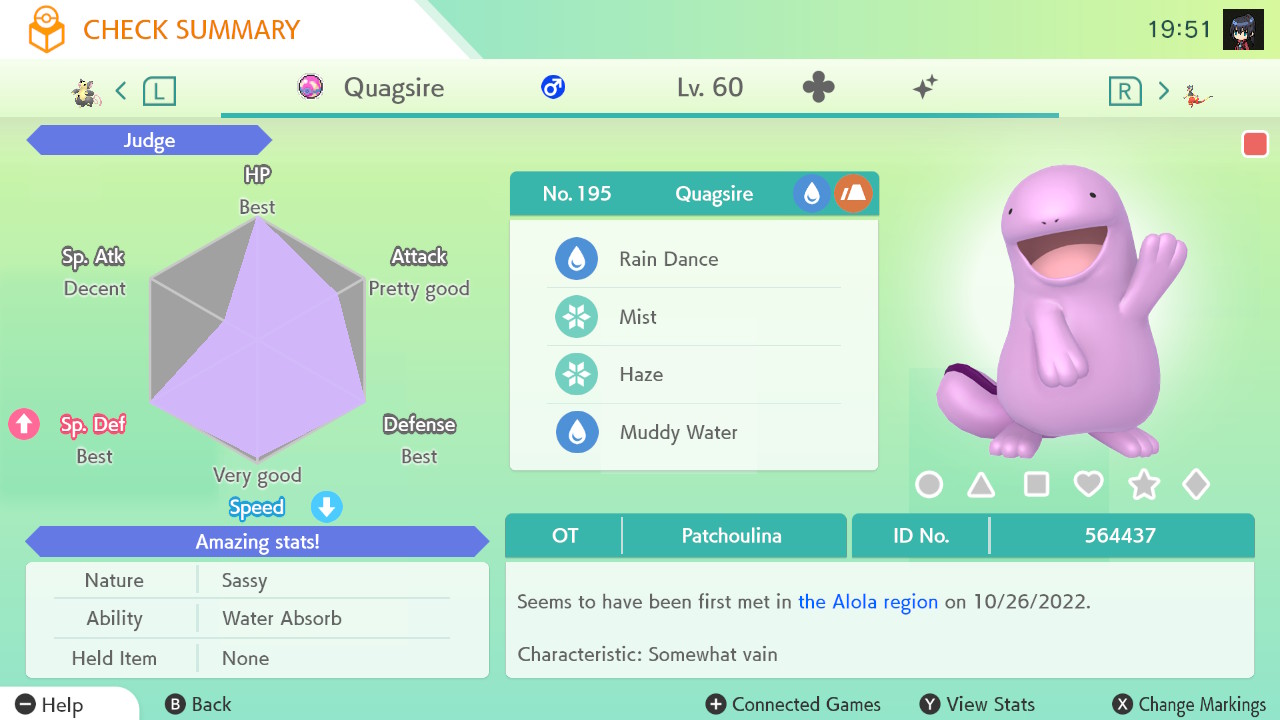 CHECK SUMMARY
19:51
L
Quagsire
Lv. 60
R
Judge
HP
Best
Sp. Atk
Decent
Attack
Pretty good
Sp. Def
Best
Defense
Best
Very good
Speed
Amazing stats!
Nature Sassy
Ability Water Absorb
Held Item None
No. 195 Quagsire
Rain Dance
Mist
Haze
Muddy Water
OT Patchoulina ID No. 564437
Seems to have been first met in the Alola region on 10/26/2022.
Characteristic: Somewhat vain
Help
B Back
Connected Games
Y View Stats
X Change Markings